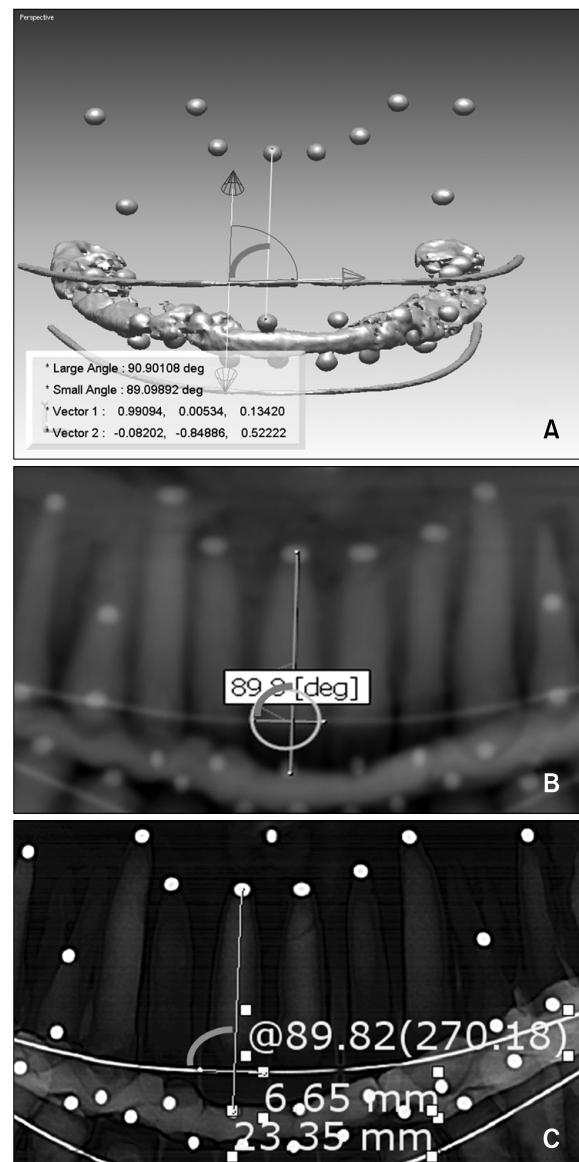 Perspective
* Large Angle : 90.90108 deg
* Small Angle : 89.09892 deg
* Vector 1 : 0.99094, 0.00534, 0.13420
* Vector 2 : -0.08202, -0.84886, 0.52222
A
89.8 [deg]
B
@89.82(270.18)
6.65 mm
23.35 mm
C